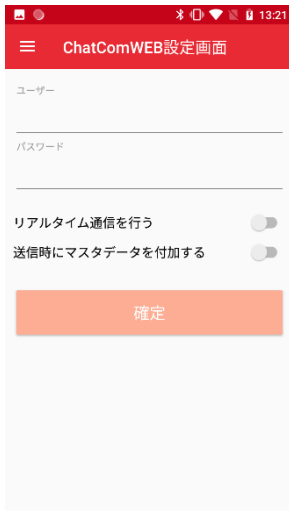 13:21
ChatComWEB設定画面
ユーザー
パスワード
リアルタイム通信を行う
送信時にマスタデータを付加する
確定